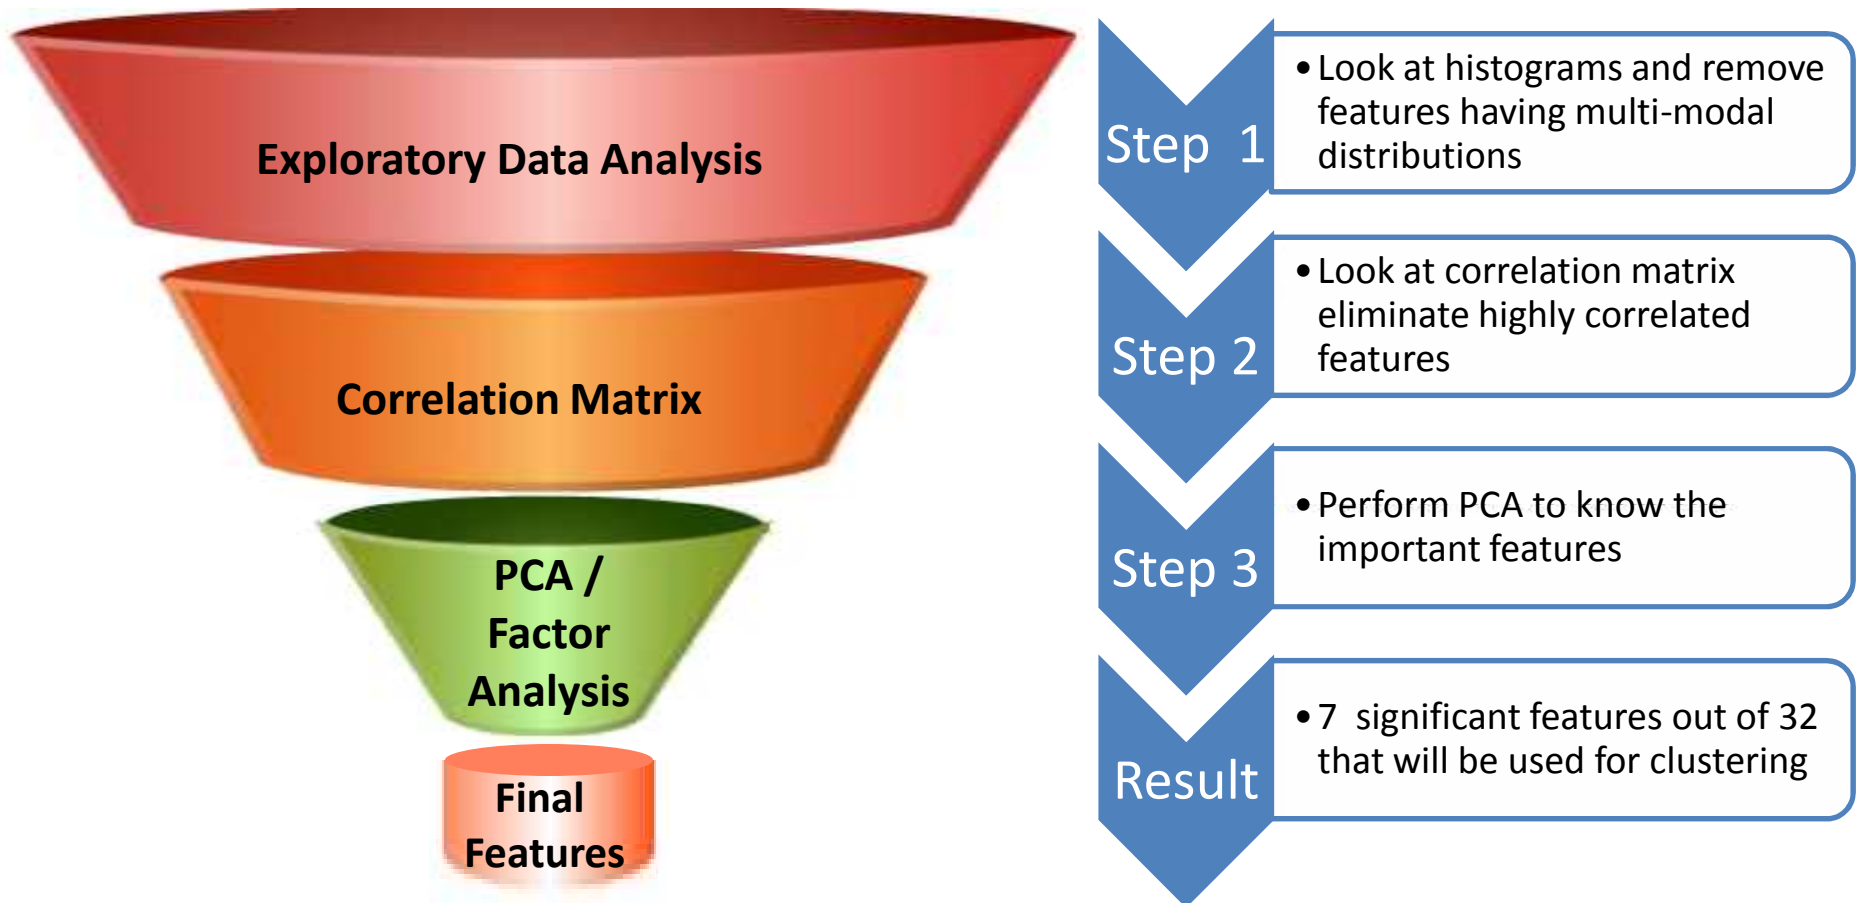 Exploratory Data Analysis
Correlation Matrix
PCA /
Factor
Analysis
Final
Features
Step 1
• Look at histograms and remove
features having multi-modal
distributions
Step 2
• Look at correlation matrix
eliminate highly correlated
features
Step 3
• Perform PCA to know the
important features
Result
• 7 significant features out of 32
that will be used for clustering